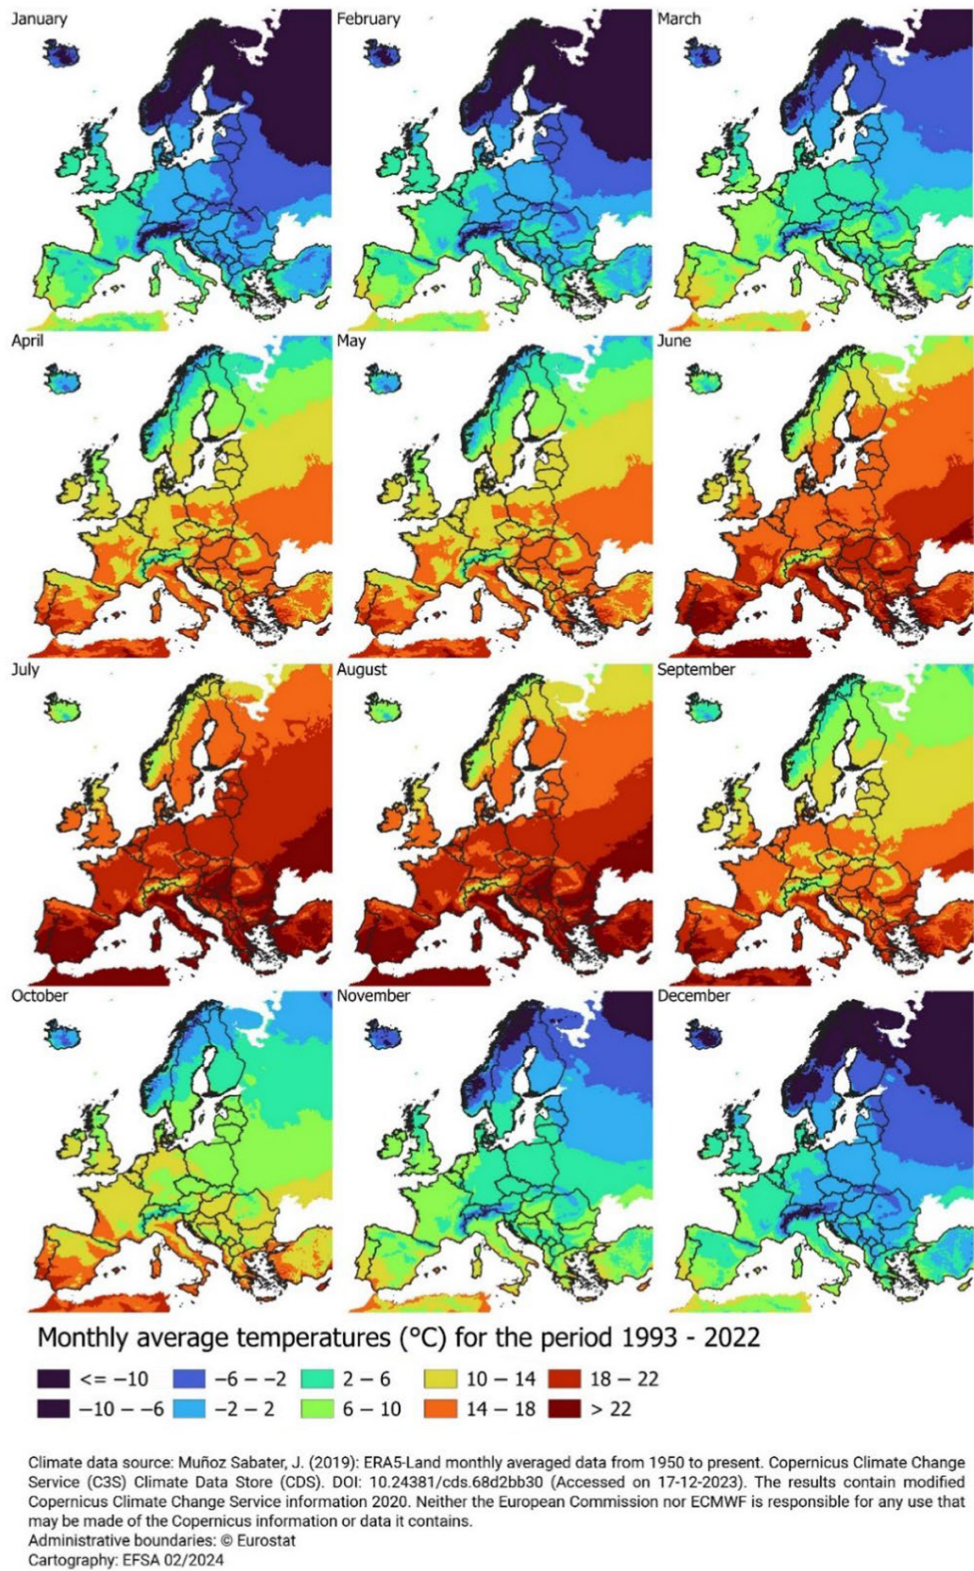 January
February
March
April
May
June
July
August
September
October
November
December
Monthly average temperatures (°C) for the period 1993 - 2022
<= −10
−6 − −2
2 − 6
10 − 14
18 − 22
−10 − −6
−2 − 2
6 − 10
14 − 18
> 22
Climate data source: Muñoz Sabater, J. (2019): ERA5-Land monthly averaged data from 1950 to present. Copernicus Climate Change
Service (C3S) Climate Data Store (CDS). DOI: 10.24381/cds.68d2bb30 (Accessed on 17-12-2023). The results contain modified
Copernicus Climate Change Service information 2020. Neither the European Commission nor ECMWF is responsible for any use that
may be made of the Copernicus information or data it contains.
Administrative boundaries: © Eurostat
Cartography: EFSA 02/2024